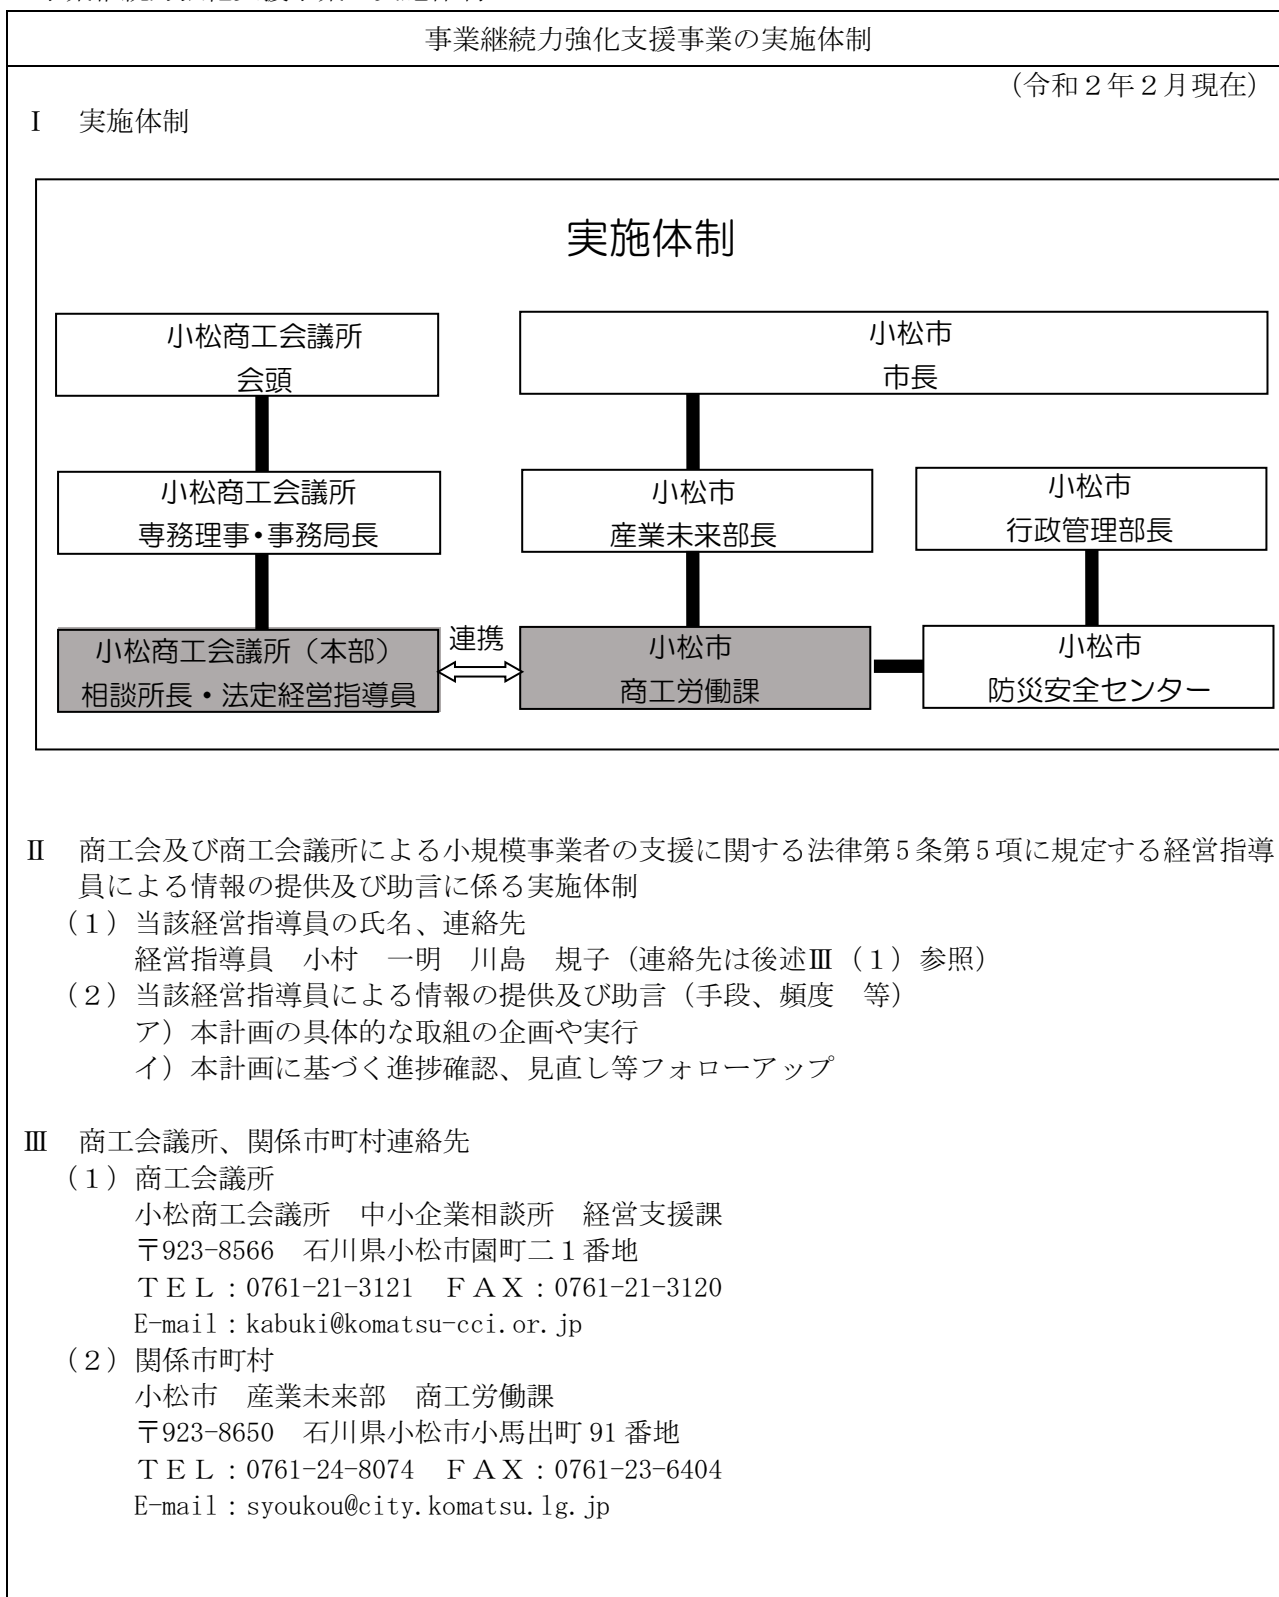 事業継続力強化支援事業の実施体制
（令和２年２月現在）
Ⅰ　実施体制
実施体制
小松商工会議所
会頭
小松市
市長
小松商工会議所
専務理事・事務局長
小松市
産業未来部長
小松市
行政管理部長
小松商工会議所（本部）
相談所長・法定経営指導員
連携
小松市
商工労働課
小松市
防災安全センター
Ⅱ　商工会及び商工会議所による小規模事業者の支援に関する法律第５条第５項に規定する経営指導
員による情報の提供及び助言に係る実施体制
（１）当該経営指導員の氏名、連絡先
経営指導員　小村　一明　川島　規子（連絡先は後述Ⅲ（１）参照）
（２）当該経営指導員による情報の提供及び助言（手段、頻度　等）
ア）本計画の具体的な取組の企画や実行
イ）本計画に基づく進捗確認、見直し等フォローアップ
Ⅲ　商工会議所、関係市町村連絡先
（１）商工会議所
小松商工会議所　中小企業相談所　経営支援課
〒923-8566　石川県小松市園町二１番地
ＴＥＬ：0761-21-3121　ＦＡＸ：0761-21-3120
E-mail：kabuki@komatsu-cci.or.jp
（２）関係市町村
小松市　産業未来部　商工労働課
〒923-8650　石川県小松市小馬出町 91 番地
ＴＥＬ：0761-24-8074　ＦＡＸ：0761-23-6404
E-mail：syoukou@city.komatsu.lg.jp